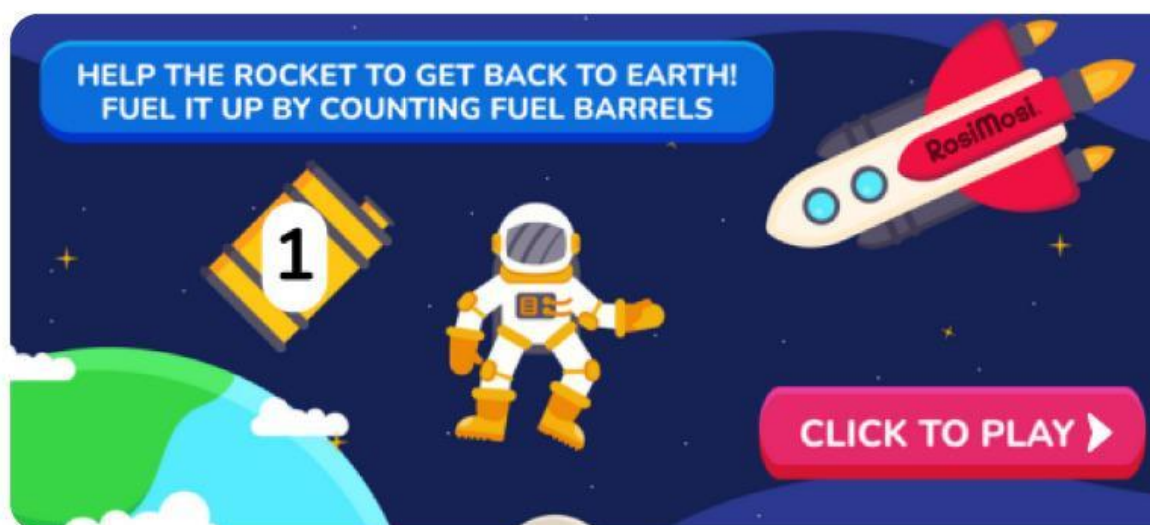 HELP THE ROCKET TO GET BACK TO EARTH!
FUEL IT UP BY COUNTING FUEL BARRELS
RosiMosi
1
CLICK TO PLAY